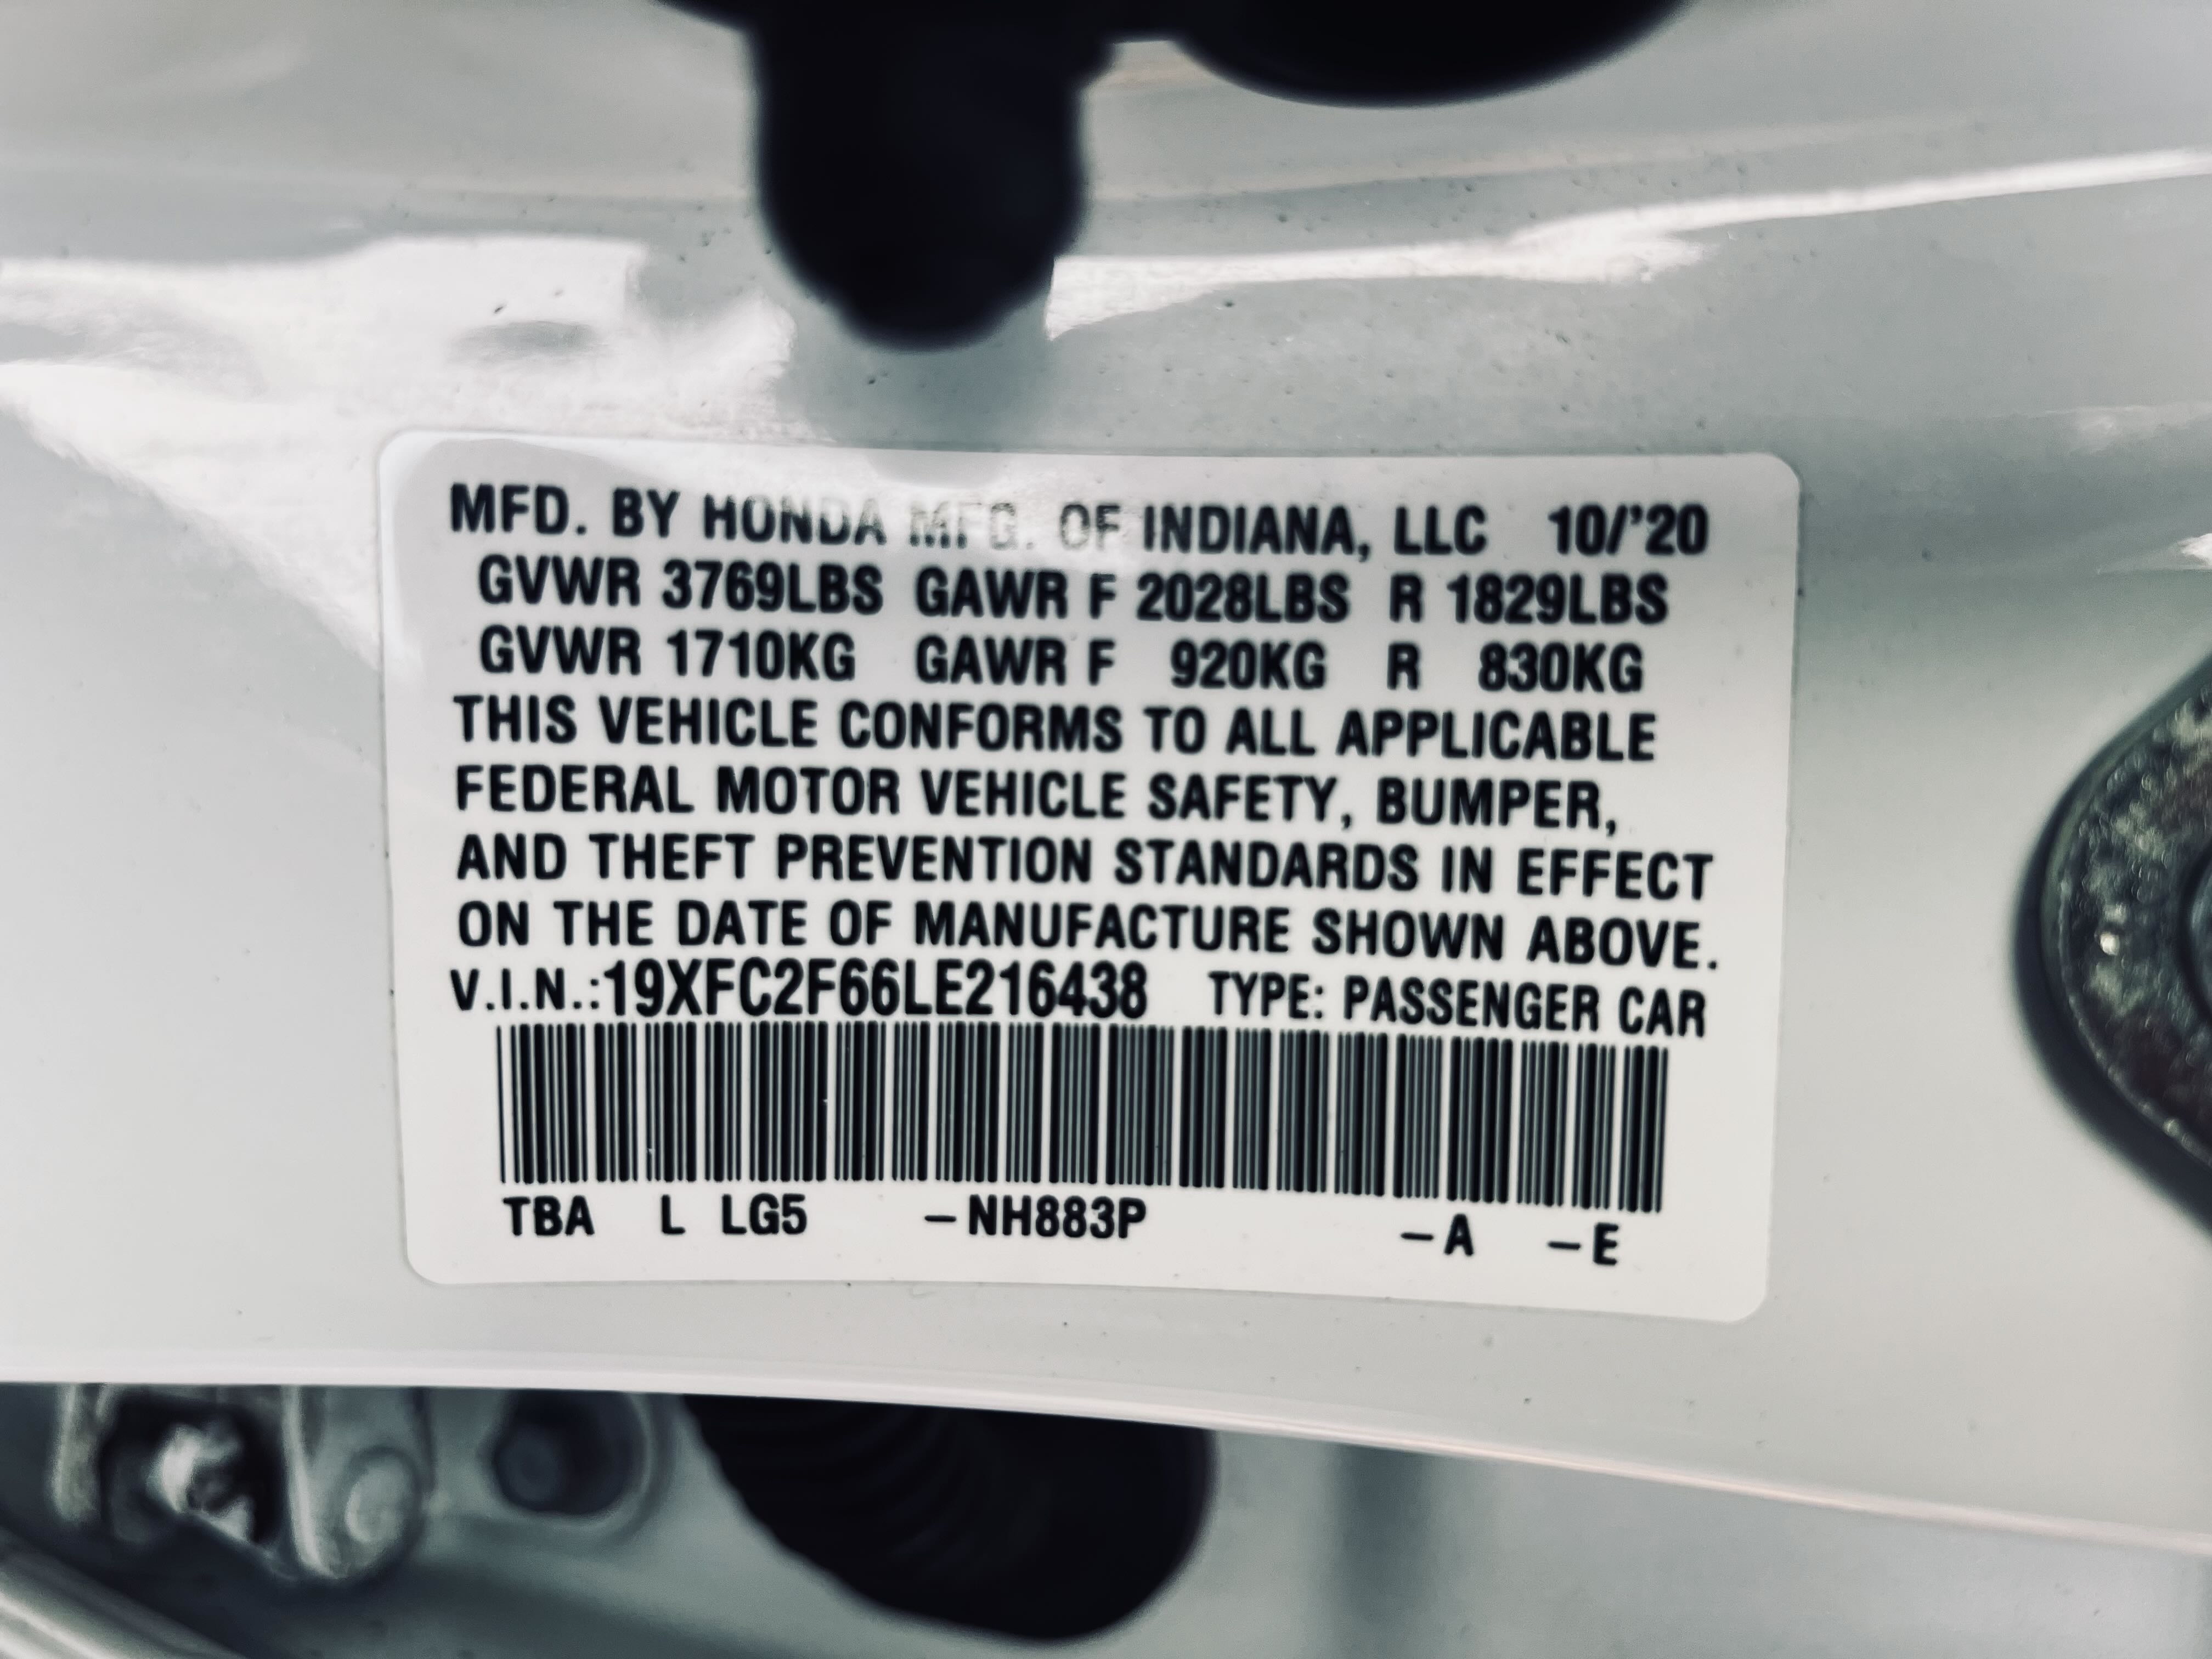 MFD. BY HONDA MFG. OF INDIANA, LLC 10/'20
GVWR 3769LBS GAWR F 2028LBS R 1829LBS
GVWR 1710KG GAWR F 920KG R 830KG
THIS VEHICLE CONFORMS TO ALL APPLICABLE
FEDERAL MOTOR VEHICLE SAFETY, BUMPER,
AND THEFT PREVENTION STANDARDS IN EFFECT
ON THE DATE OF MANUFACTURE SHOWN ABOVE.
V.I.N.:19XFC2F66LE216438 TYPE: PASSENGER CAR
TBA L LG5 -NH883P -A -E